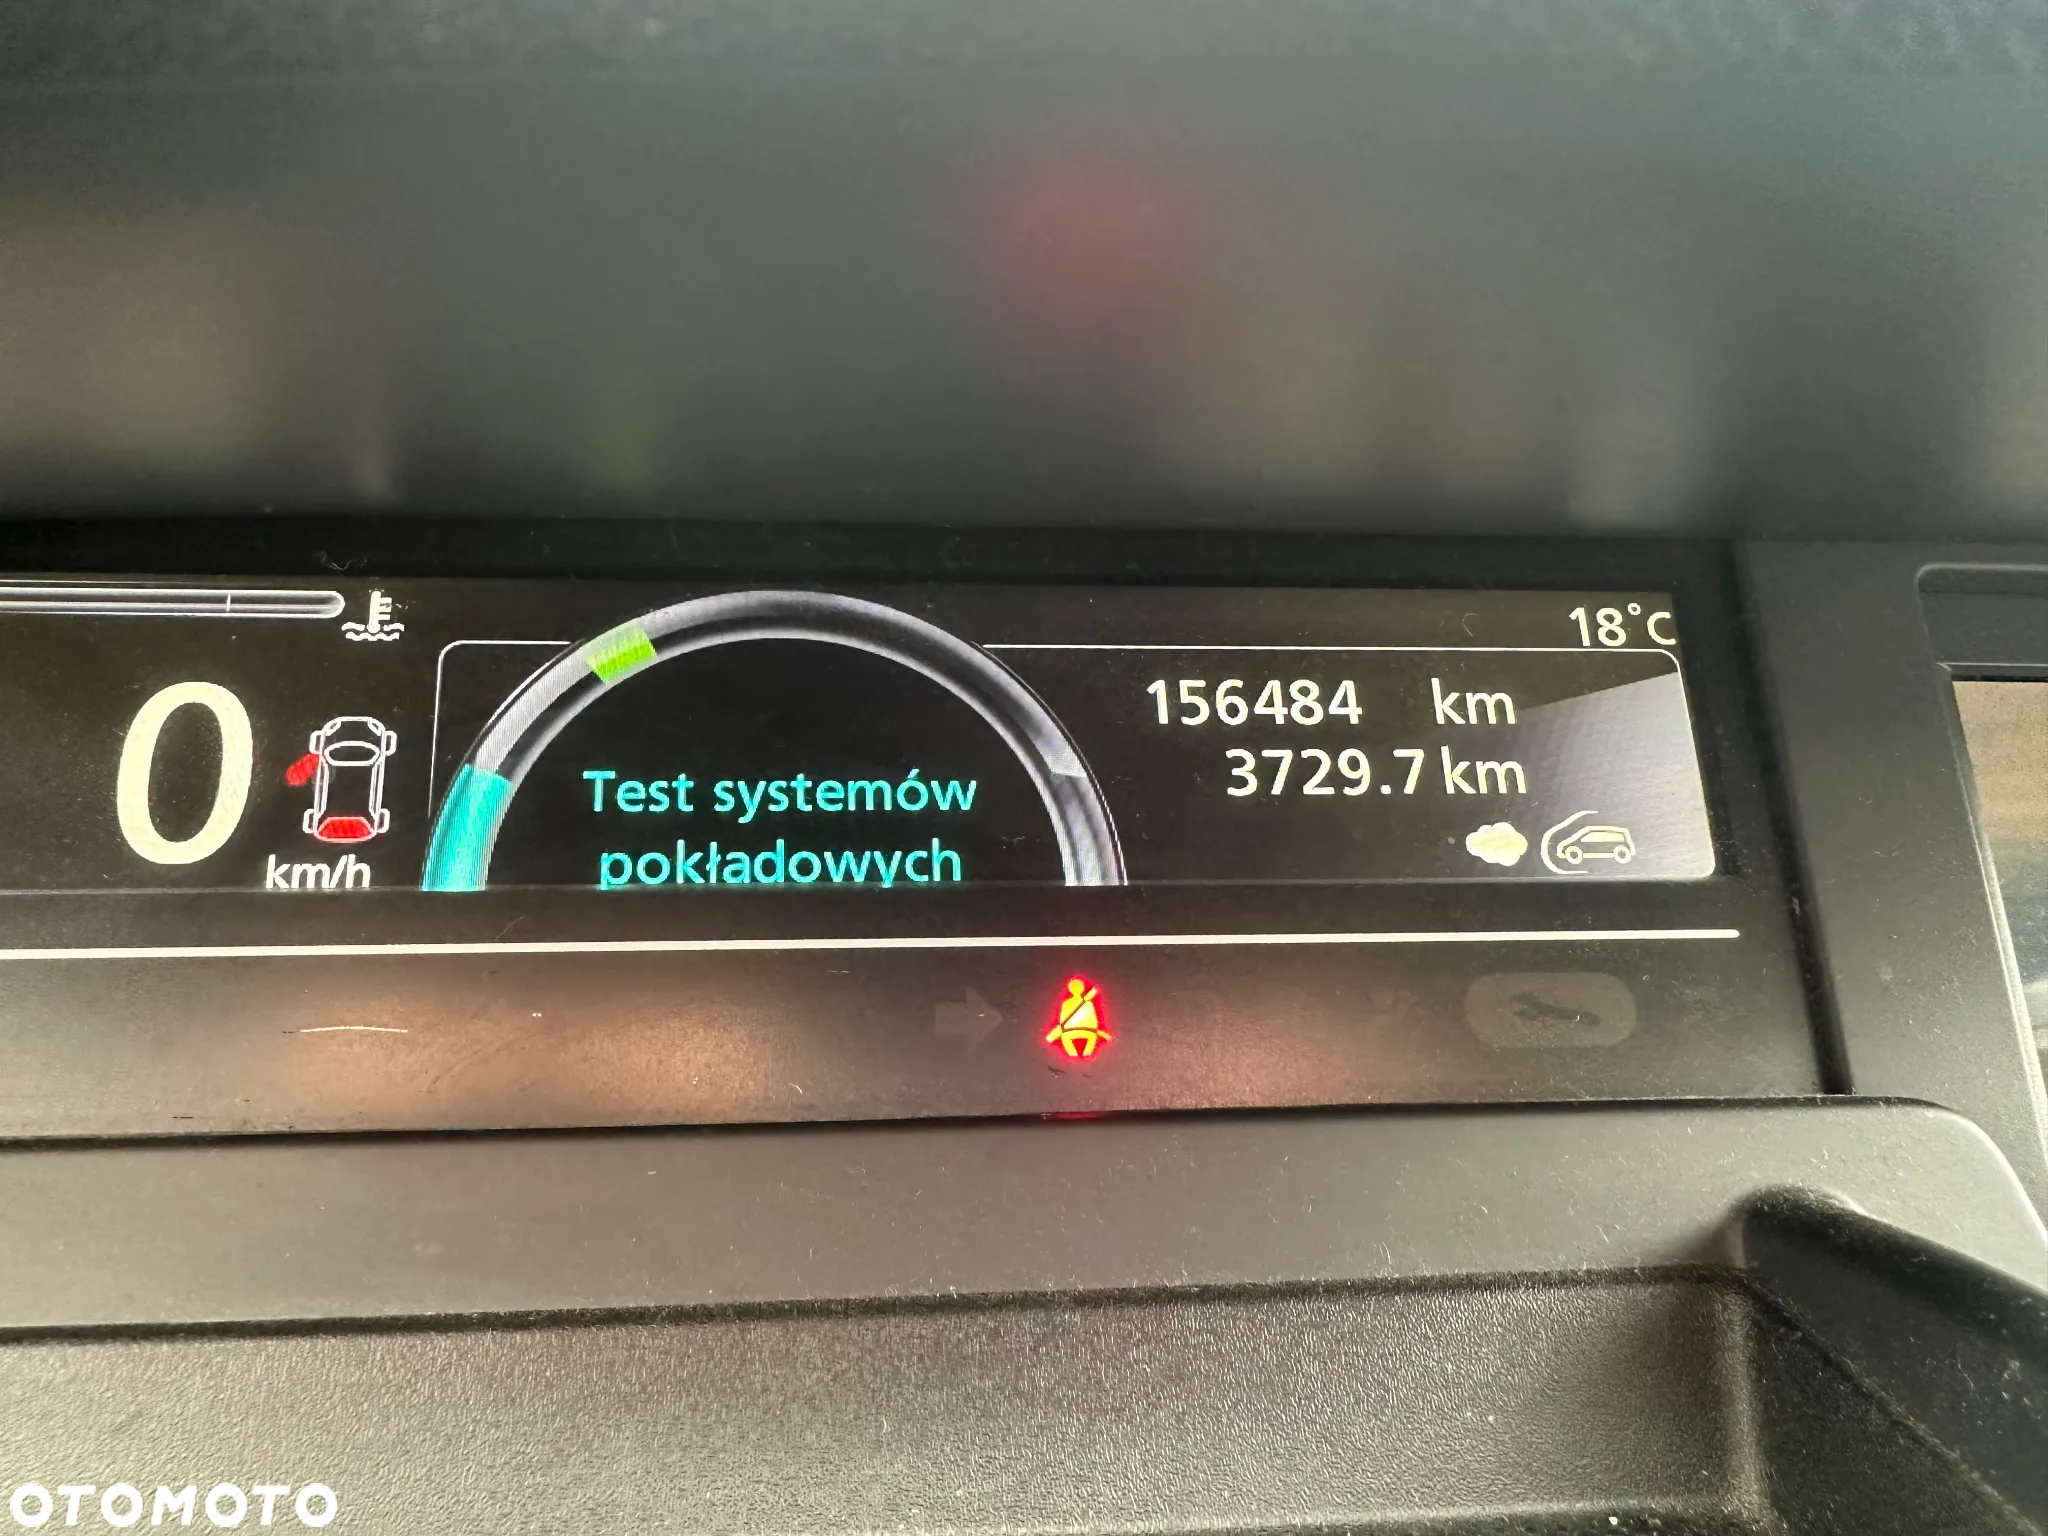 18°C
156484 km
3729.7 km
0
km/h
Test systemów
pokładowych
OTOMOTO